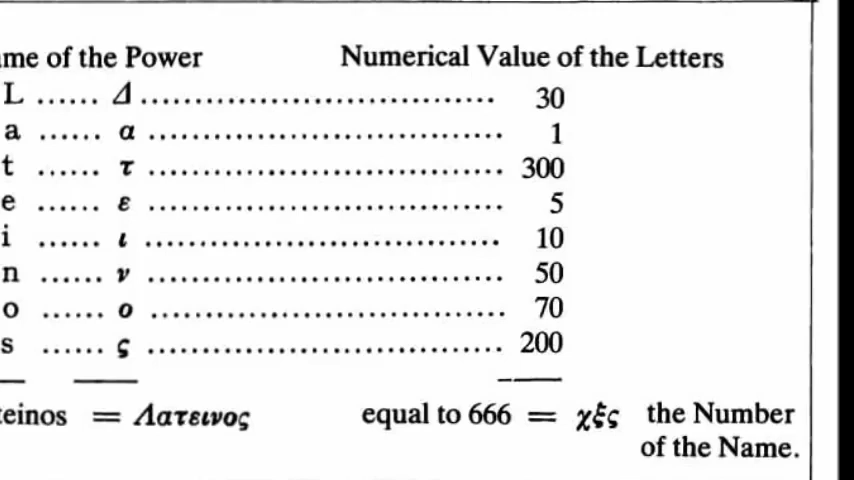 me of the Power Numerical Value of the Letters
L ...... Δ .................................. 30
a ...... α .................................. 1
t ...... τ .................................. 300
e ...... ε .................................. 5
i ...... ι .................................. 10
n ...... ν .................................. 50
o ...... ο .................................. 70
s ...... ς .................................. 200
teinos = Λατεινος equal to 666 = χξς the Number
of the Name.